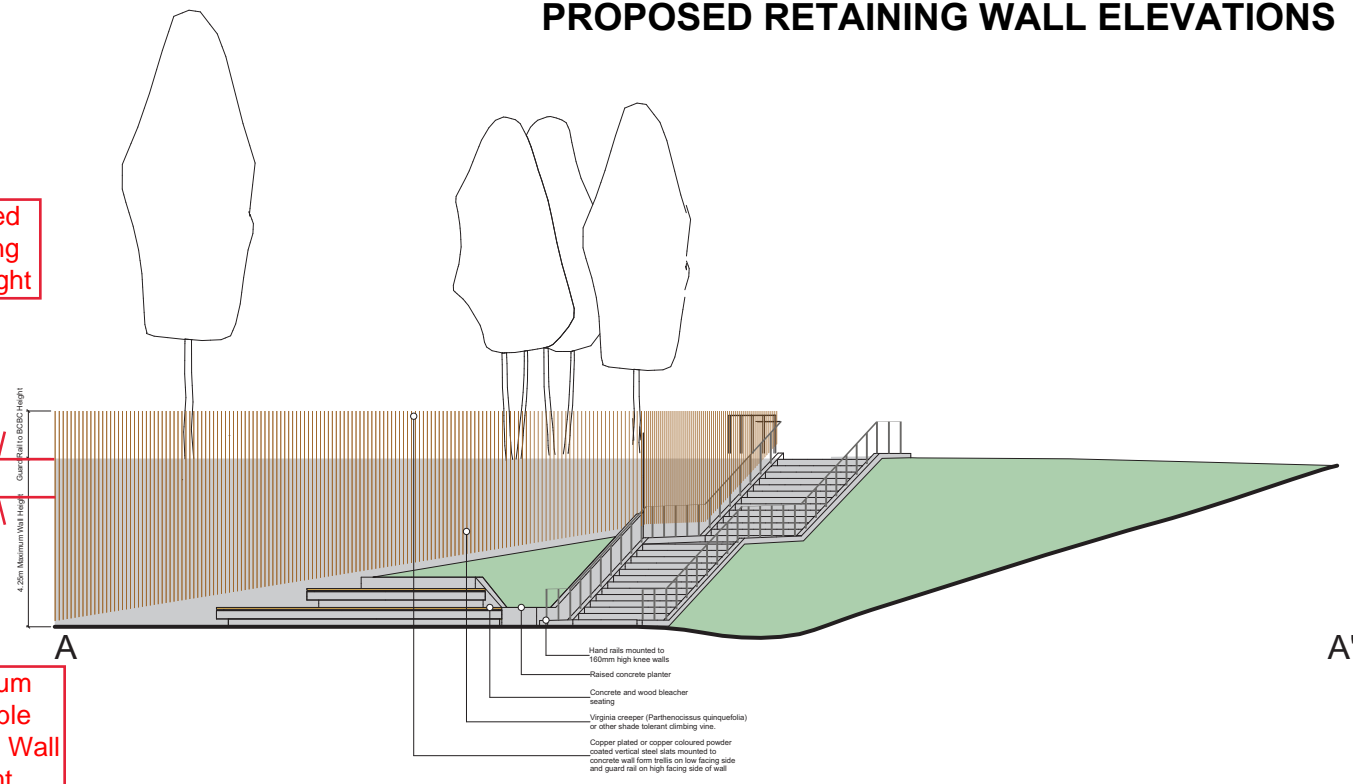 PROPOSED RETAINING WALL ELEVATIONS
ed
ng
ght
Guard Rail to BCBC Height
4.25m Maximum Wall Height
A
A'
um
ple
Wall
nt
Hand rails mounted to
160mm high knee walls
Raised concrete planter
Concrete and wood bleacher
seating
Virginia creeper (Parthenocissus quinquefolia)
or other shade tolerant climbing vine.
Copper plated or copper coloured powder
coated vertical steel slats mounted to
concrete wall form trellis on low facing side
and guard rail on high facing side of wall